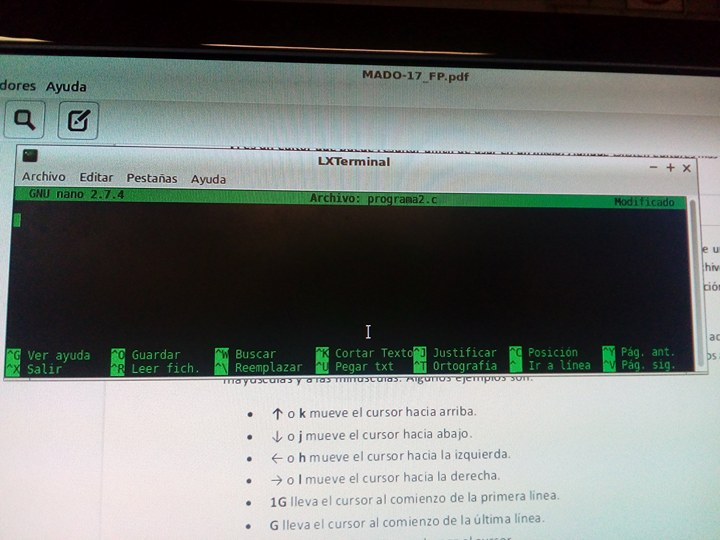 MADO-17_FP.pdf
dores Ayuda
LXTerminal
Archivo Editar Pestañas Ayuda
GNU nano 2.7.4 Archivo: programa2.c Modificado
^G Ver ayuda ^O Guardar ^W Buscar ^K Cortar Texto ^J Justificar ^C Posición ^Y Pág. ant.
^X Salir ^R Leer fich. ^\ Reemplazar ^U Pegar txt ^T Ortografía ^_ Ir a línea ^V Pág. sig.
mayúsculas y a las minúsculas. Algunos ejemplos son:
• ↑ o k mueve el cursor hacia arriba.
• ↓ o j mueve el cursor hacia abajo.
• ← o h mueve el cursor hacia la izquierda.
• → o l mueve el cursor hacia la derecha.
• 1G lleva el cursor al comienzo de la primera línea.
• G lleva el cursor al comienzo de la última línea.